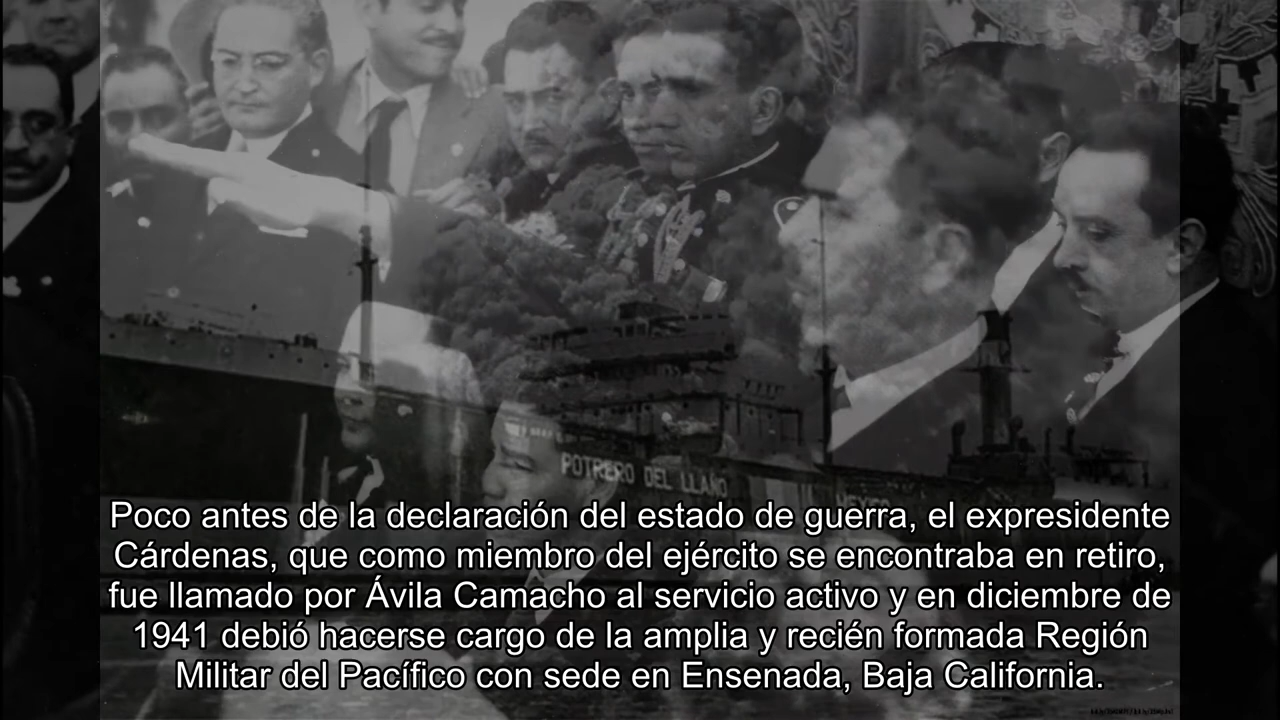 POTRERO DEL LLANO
MEXICO
Poco antes de la declaración del estado de guerra, el expresidente
Cárdenas, que como miembro del ejército se encontraba en retiro,
fue llamado por Ávila Camacho al servicio activo y en diciembre de
1941 debió hacerse cargo de la amplia y recién formada Región
Militar del Pacífico con sede en Ensenada, Baja California.